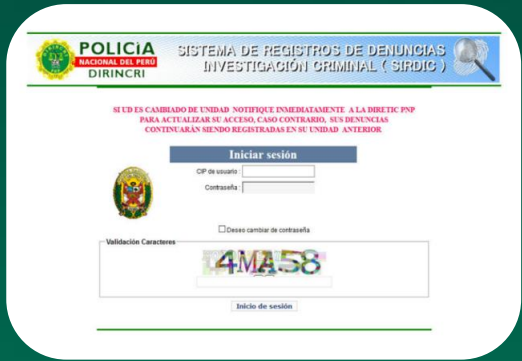 POLICÍA
NACIONAL DEL PERÚ
DIRINCRI
SISTEMA DE REGISTROS DE DENUNCIAS
INVESTIGACIÓN CRIMINAL ( SIRDIC )
SI UD ES CAMBIADO DE UNIDAD NOTIFIQUE INMEDIATAMENTE A LA DIRETIC PNP
PARA ACTUALIZAR SU ACCESO, CASO CONTRARIO, SUS DENUNCIAS
CONTINUARÁN SIENDO REGISTRADAS EN SU UNIDAD ANTERIOR
Iniciar sesión
CIP de usuario :
Contraseña :
Deseo cambiar de contraseña
Validación Caracteres
4MA58
Inicio de sesión